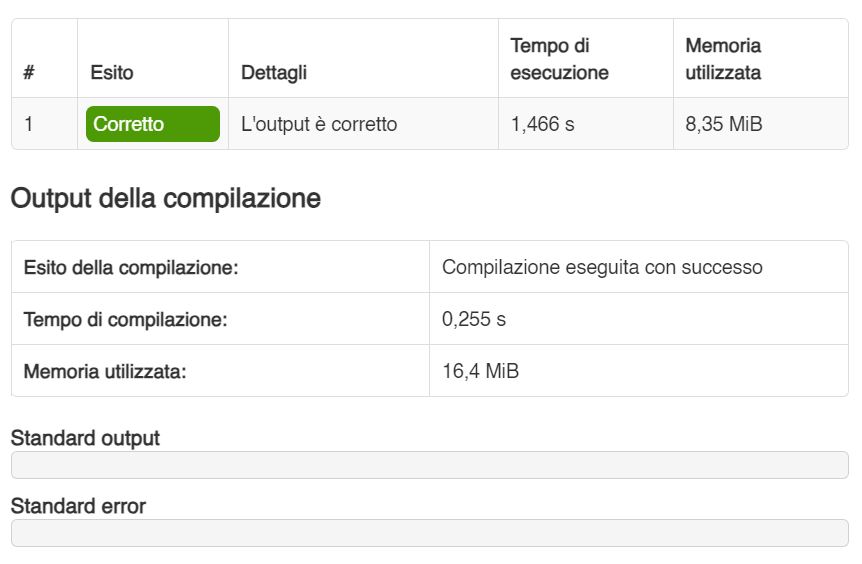 # Esito Dettagli Tempo di esecuzione Memoria utilizzata
1 Corretto L'output è corretto 1,466 s 8,35 MiB
Output della compilazione
Esito della compilazione: Compilazione eseguita con successo
Tempo di compilazione: 0,255 s
Memoria utilizzata: 16,4 MiB
Standard output
Standard error